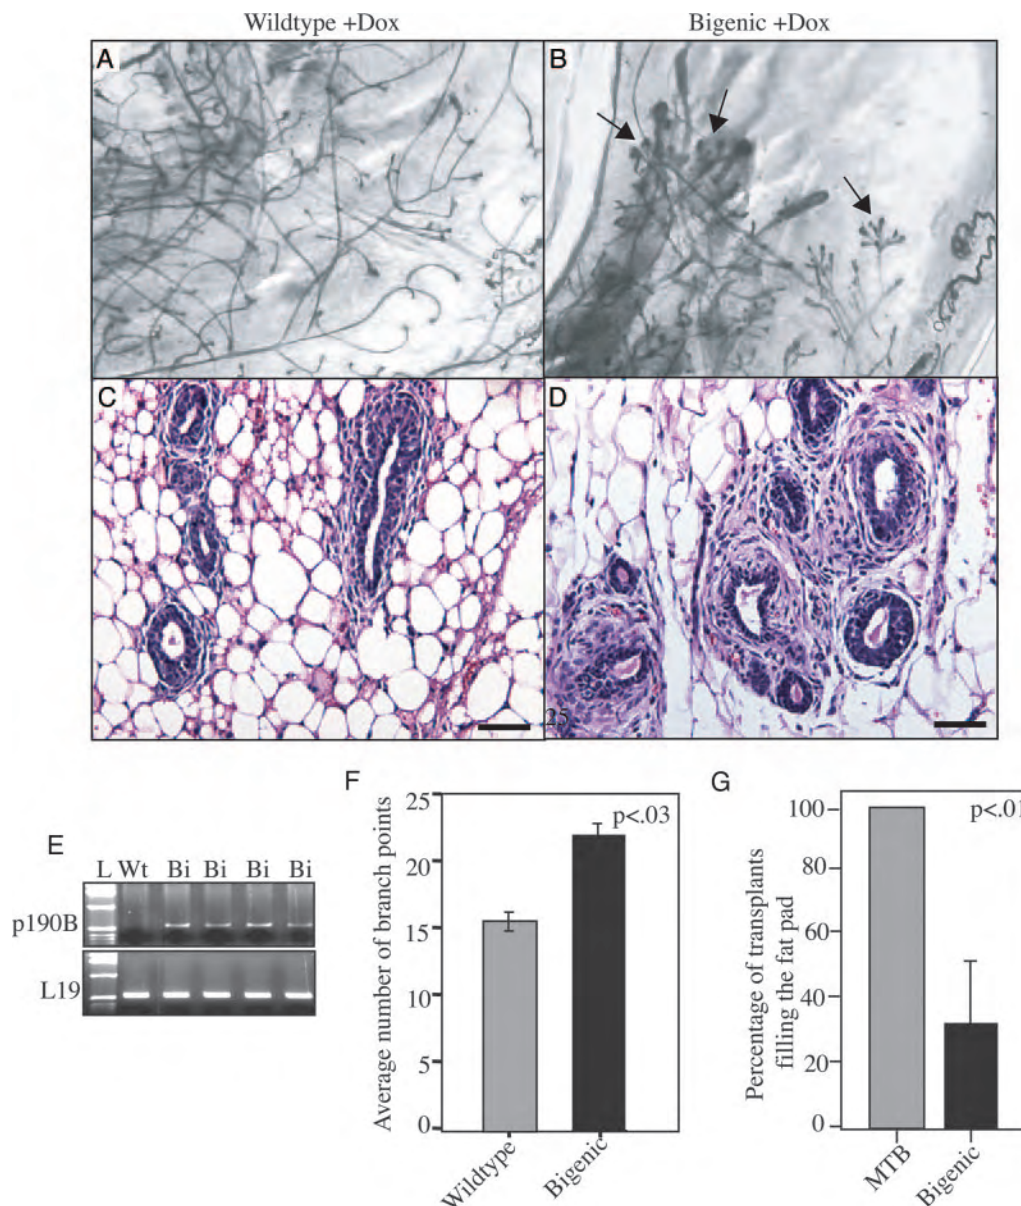 Wildtype +Dox Bigenic +Dox
A B
C D
25
E
L Wt Bi Bi Bi Bi
p190B
L19
F
Average number of branch points
25
20
15
10
5
0
p<.03
Wildtype Bigenic
G
Percentage of transplants
filling the fat pad
100
80
60
40
20
0
p<.01
MTB Bigenic